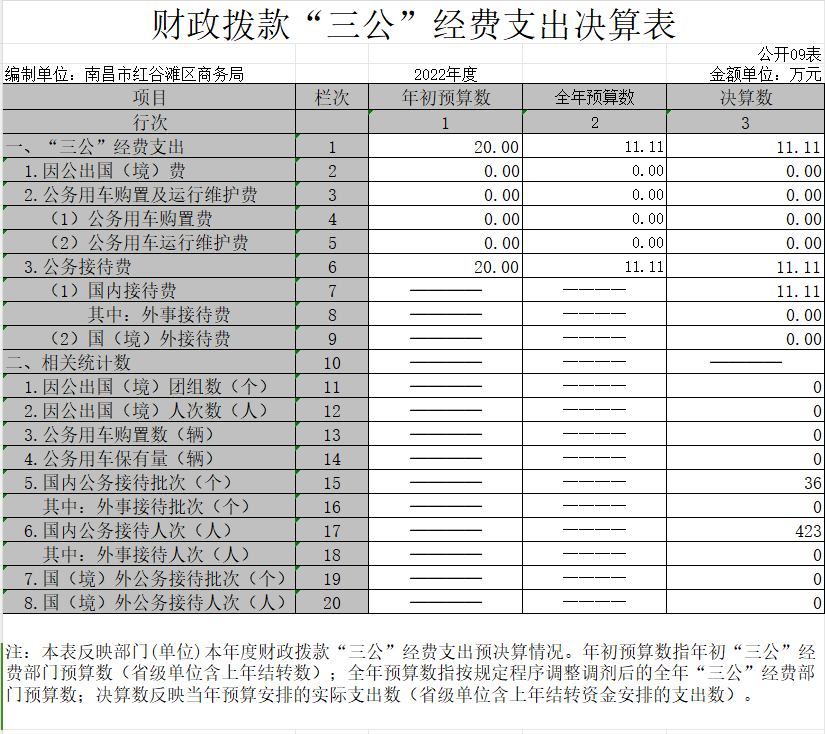 财政拨款“三公”经费支出决算表
公开09表
编制单位：南昌市红谷滩区商务局 2022年度 金额单位：万元
项目 栏次 年初预算数 全年预算数 决算数
行次 1 2 3
一、“三公”经费支出 1 20.00 11.11 11.11
1.因公出国（境）费 2 0.00 0.00 0.00
2.公务用车购置及运行维护费 3 0.00 0.00 0.00
（1）公务用车购置费 4 0.00 0.00 0.00
（2）公务用车运行维护费 5 0.00 0.00 0.00
3.公务接待费 6 20.00 11.11 11.11
（1）国内接待费 7 ———— ———— 11.11
其中：外事接待费 8 ———— ———— 0.00
（2）国（境）外接待费 9 ———— ———— 0.00
二、相关统计数 10 ———— ———— ————
1.因公出国（境）团组数（个） 11 ———— ———— 0
2.因公出国（境）人次数（人） 12 ———— ———— 0
3.公务用车购置数（辆） 13 ———— ———— 0
4.公务用车保有量（辆） 14 ———— ———— 0
5.国内公务接待批次（个） 15 ———— ———— 36
其中：外事接待批次（个） 16 ———— ———— 0
6.国内公务接待人次（人） 17 ———— ———— 423
其中：外事接待人次（人） 18 ———— ———— 0
7.国（境）外公务接待批次（个） 19 ———— ———— 0
8.国（境）外公务接待人次（人） 20 ———— ———— 0
注：本表反映部门(单位)本年度财政拨款“三公”经费支出预决算情况。年初预算数指年初“三公”经
费部门预算数（省级单位含上年结转数）；全年预算数指按规定程序调整调剂后的全年“三公”经费部
门预算数；决算数反映当年预算安排的实际支出数（省级单位含上年结转资金安排的支出数）。